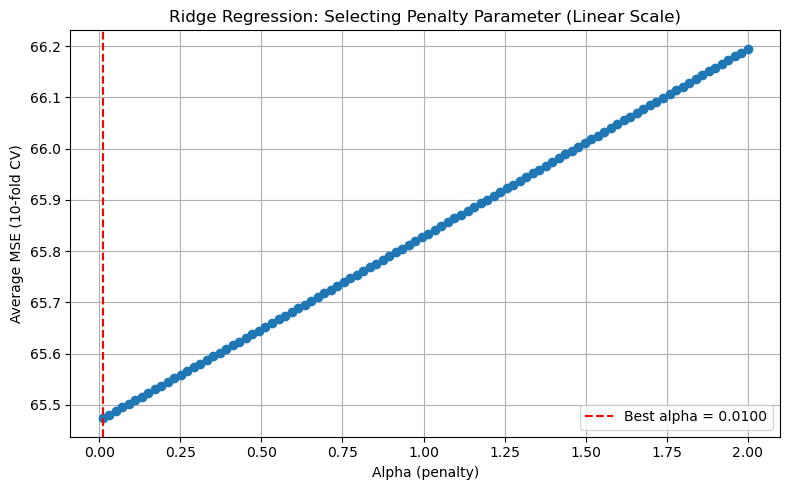 Ridge Regression: Selecting Penalty Parameter (Linear Scale)
Average MSE (10-fold CV)
66.2
66.1
66.0
65.9
65.8
65.7
65.6
65.5
Best alpha = 0.0100
0.00 0.25 0.50 0.75 1.00 1.25 1.50 1.75 2.00
Alpha (penalty)